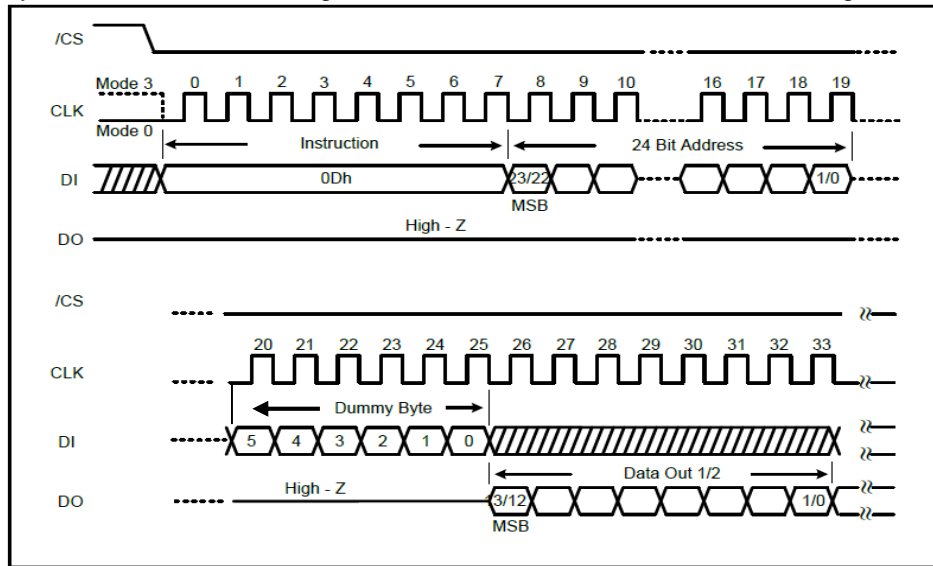 /CS
Mode 3 0 1 2 3 4 5 6 7 8 9 10 16 17 18 19
CLK
Mode 0
Instruction 24 Bit Address
DI 0Dh 23/22 1/0
MSB
High - Z
DO
/CS
20 21 22 23 24 25 26 27 28 29 30 31 32 33
CLK
Dummy Byte
DI 5 4 3 2 1 0
Data Out 1/2
High - Z
DO 13/12 1/0
MSB